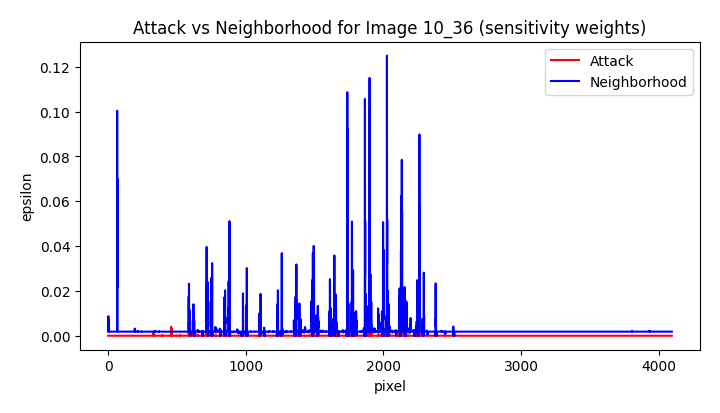 Attack vs Neighborhood for Image 10_36 (sensitivity weights)
Attack
Neighborhood
epsilon
0.12
0.10
0.08
0.06
0.04
0.02
0.00
0 1000 2000 3000 4000
pixel